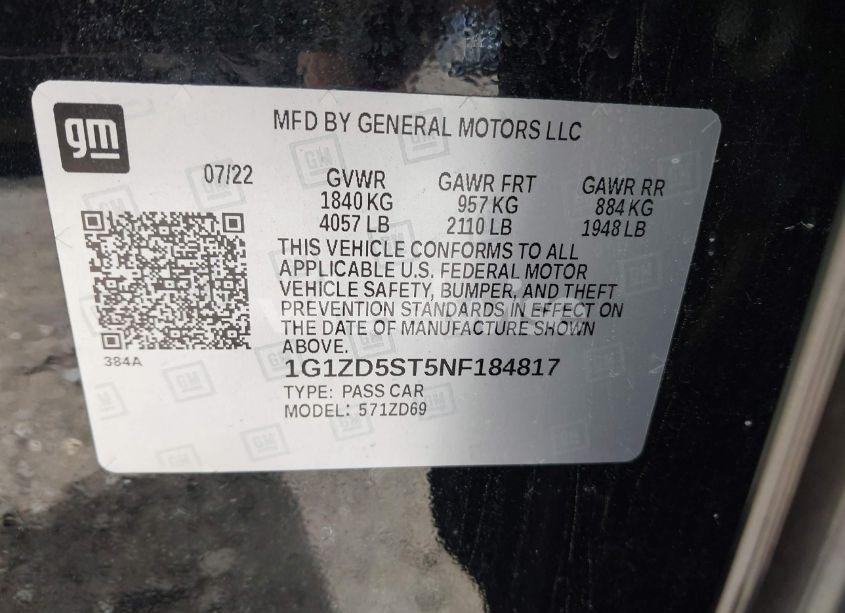 gm
MFD BY GENERAL MOTORS LLC
07/22 GVWR GAWR FRT GAWR RR
1840 KG 957 KG 884 KG
4057 LB 2110 LB 1948 LB
THIS VEHICLE CONFORMS TO ALL
APPLICABLE U.S. FEDERAL MOTOR
VEHICLE SAFETY, BUMPER, AND THEFT
PREVENTION STANDARDS IN EFFECT ON
THE DATE OF MANUFACTURE SHOWN
ABOVE.
384A
1G1ZD5ST5NF184817
TYPE: PASS CAR
MODEL: 571ZD69